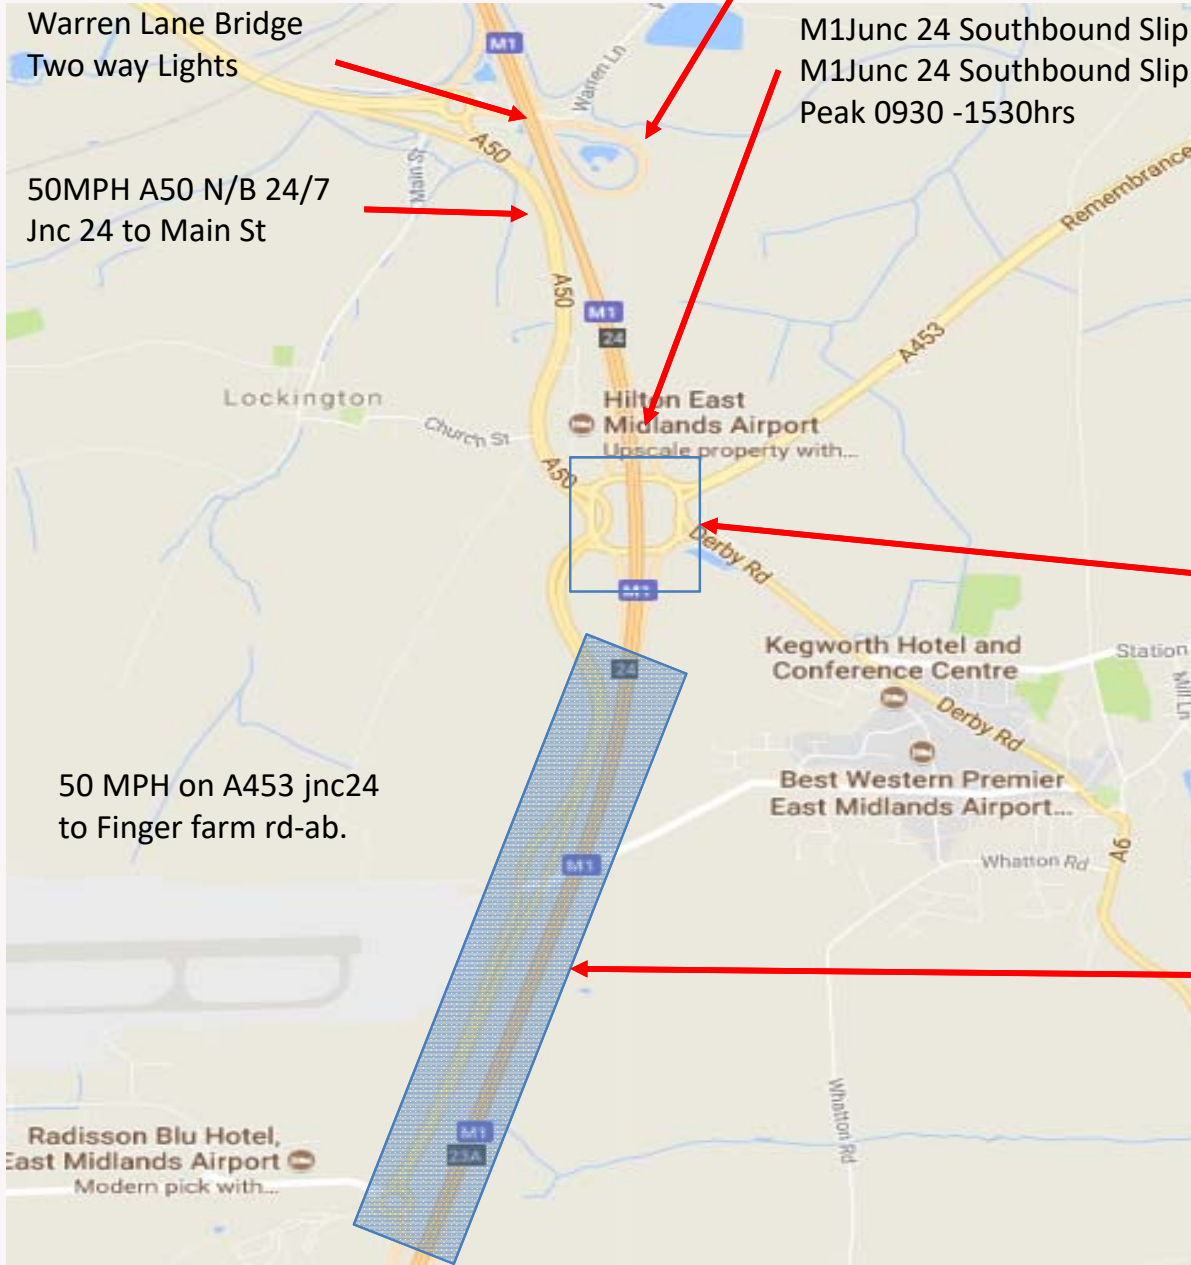 Warren Lane Bridge
Two way Lights
M1Junc 24 Southbound Slip
M1Junc 24 Southbound Slip
Peak 0930 -1530hrs
M1
Warren Ln
A50
Main St
Remembrance
50MPH A50 N/B 24/7
Jnc 24 to Main St
A50
M1
24
A453
Lockington
Hilton East
Midlands Airport
Upscale property with...
Church St
A50
Derby Rd
M1
Kegworth Hotel and
Conference Centre
Station
Mill Ln
24
Derby Rd
Best Western Premier
East Midlands Airport...
50 MPH on A453 jnc24
to Finger farm rd-ab.
Whatton Rd
A6
M1
Whatton Rd
M1
23A
Radisson Blu Hotel,
East Midlands Airport
Modern pick with...